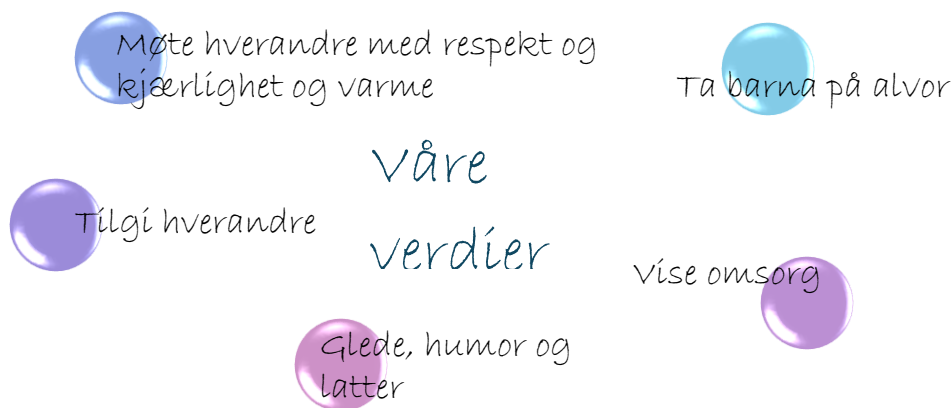 Møte hverandre med respekt og
kjærlighet og varme
Ta barna på alvor
Våre
verdier
Tilgi hverandre
Vise omsorg
Glede, humor og
latter